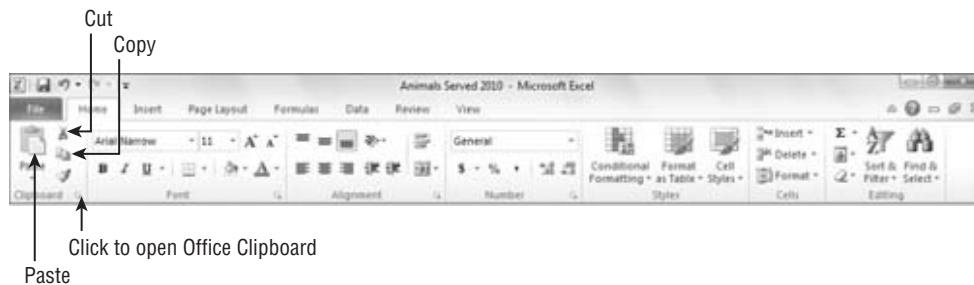 Cut
Copy
Animals Served 2010 - Microsoft Excel
File Home Insert Page Layout Formulas Data Review View
Arial Narrow 11 A A General Conditional Formatting Format as Table Cell Styles Insert Delete Format Σ Sort & Filter Find & Select
Paste B I U A $ % ,
Clipboard Font Alignment Number Styles Cells Editing
Click to open Office Clipboard
Paste